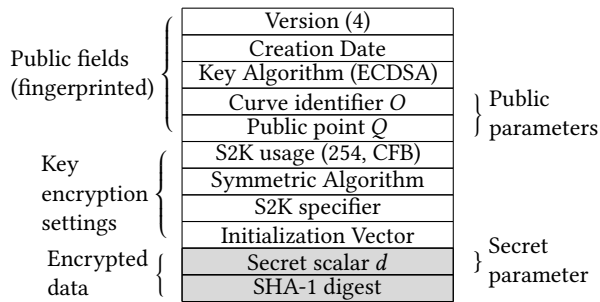 Version (4)
Creation Date
Key Algorithm (ECDSA)
Curve identifier O
Public point Q
S2K usage (254, CFB)
Symmetric Algorithm
S2K specifier
Initialization Vector
Secret scalar d
SHA-1 digest
Public fields
(fingerprinted)
Key
encryption
settings
Encrypted
data
Public
parameters
Secret
parameter